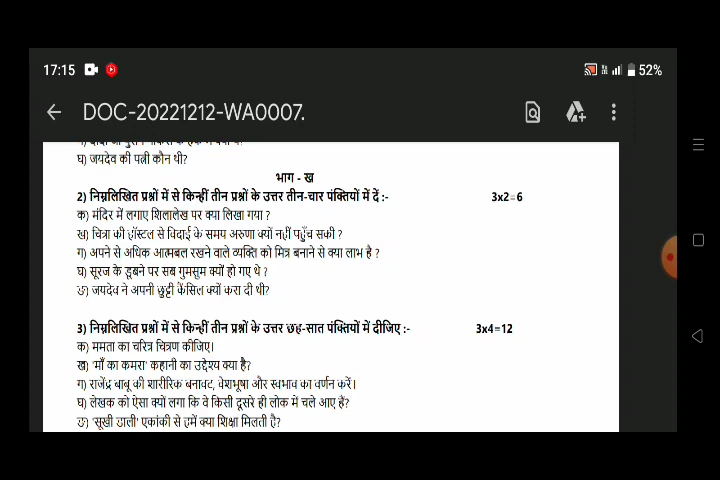 17:15 52%
DOC-20221212-WA0007.
घ) जयदेव की पत्नी कौन थी?
भाग - ख
2) निम्नलिखित प्रश्नों में से किन्हीं तीन प्रश्नों के उत्तर तीन-चार पंक्तियों में दें :- 3x2=6
क) मंदिर में लगाए शिलालेख पर क्या लिखा गया ?
ख) चित्रा की हॉस्टल से विदाई के समय अरुणा क्यों नहीं पहुँच सकी ?
ग) अपने से अधिक आत्मबल रखने वाले व्यक्ति को मित्र बनाने से क्या लाभ है ?
घ) सूरज के डूबने पर सब गुमसुम क्यों हो गए थे ?
ङ) जयदेव ने अपनी छुट्टी कैंसिल क्यों करा दी थी?
3) निम्नलिखित प्रश्नों में से किन्हीं तीन प्रश्नों के उत्तर छह-सात पंक्तियों में दीजिए :- 3x4=12
क) ममता का चरित्र चित्रण कीजिए।
ख) 'माँ का कमरा' कहानी का उद्देश्य क्या है?
ग) राजेंद्र बाबू की शारीरिक बनावट, वेशभूषा और स्वभाव का वर्णन करें।
घ) लेखक को ऐसा क्यों लगा कि वे किसी दूसरे ही लोक में चले आए हैं?
ङ) 'सूखी डाली' एकांकी से हमें क्या शिक्षा मिलती है?